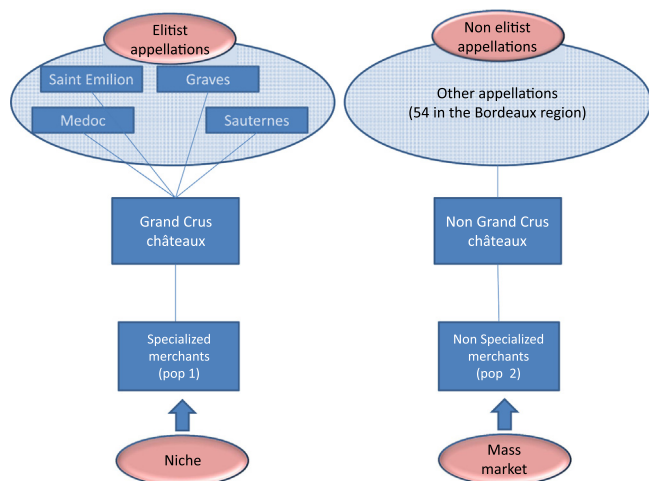 Elitist
appellations
Saint Emilion
Graves
Medoc
Sauternes
Grand Crus
châteaux
Specialized
merchants
(pop 1)
Niche
Non elitist
appellations
Other appellations
(54 in the Bordeaux region)
Non Grand Crus
châteaux
Non Specialized
merchants
(pop 2)
Mass
market